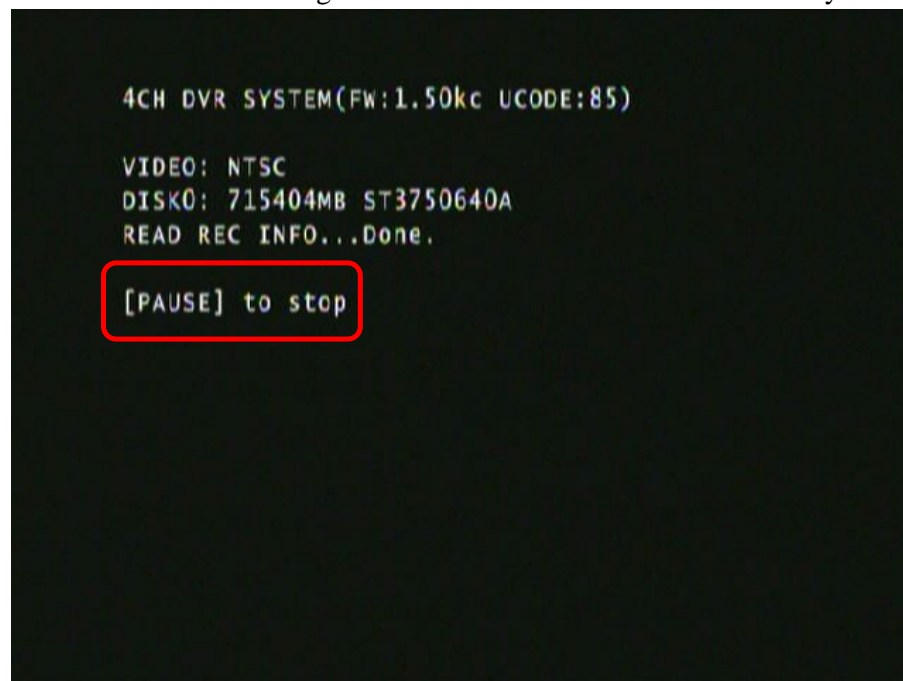 4CH DVR SYSTEM(FW:1.50kc UCODE:85)
VIDEO: NTSC
DISK0: 715404MB ST3750640A
READ REC INFO...Done.
[PAUSE] to stop